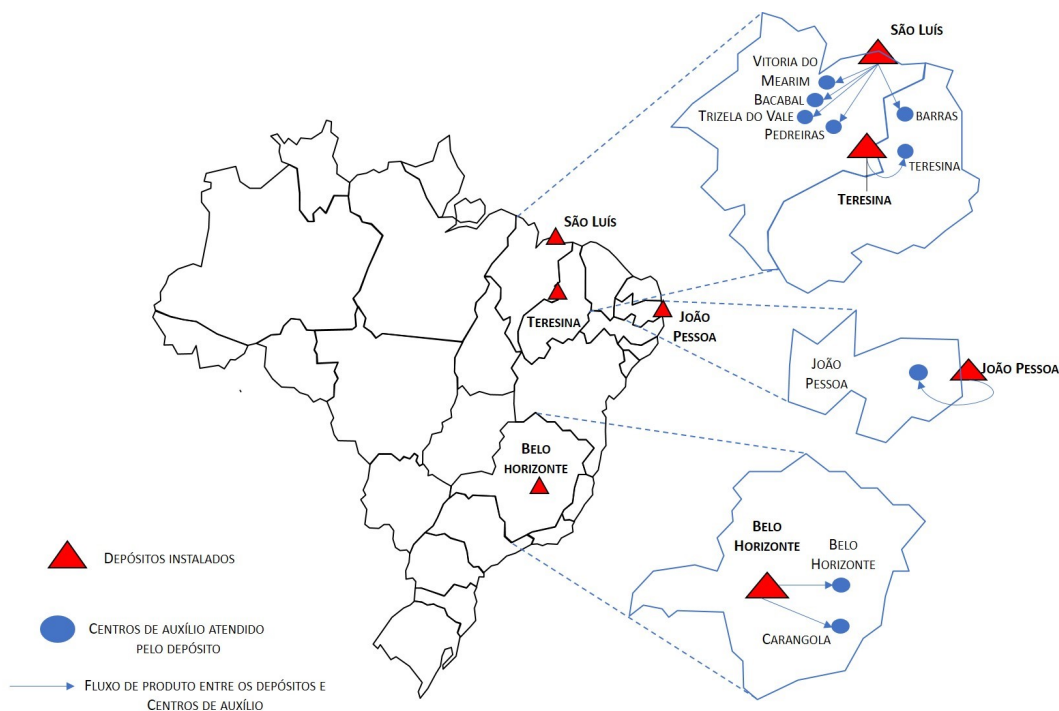 SÃO LUÍS
VITORIA DO
MEARIM
BACABAL
TRIZELA DO VALE
PEDREIRAS
BARRAS
TERESINA
TERESINA
SÃO LUÍS
TERESINA
JOÃO
PESSOA
JOÃO
PESSOA
JOÃO PESSOA
BELO
HORIZONTE
BELO
HORIZONTE
BELO
HORIZONTE
CARANGOLA
DEPÓSITOS INSTALADOS
CENTROS DE AUXÍLIO ATENDIDO
PELO DEPÓSITO
FLUXO DE PRODUTO ENTRE OS DEPÓSITOS E
CENTROS DE AUXÍLIO